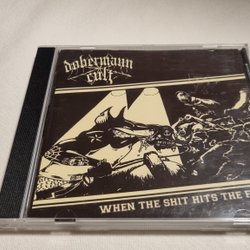 dobermann
cult
WHEN THE SHIT HITS THE F